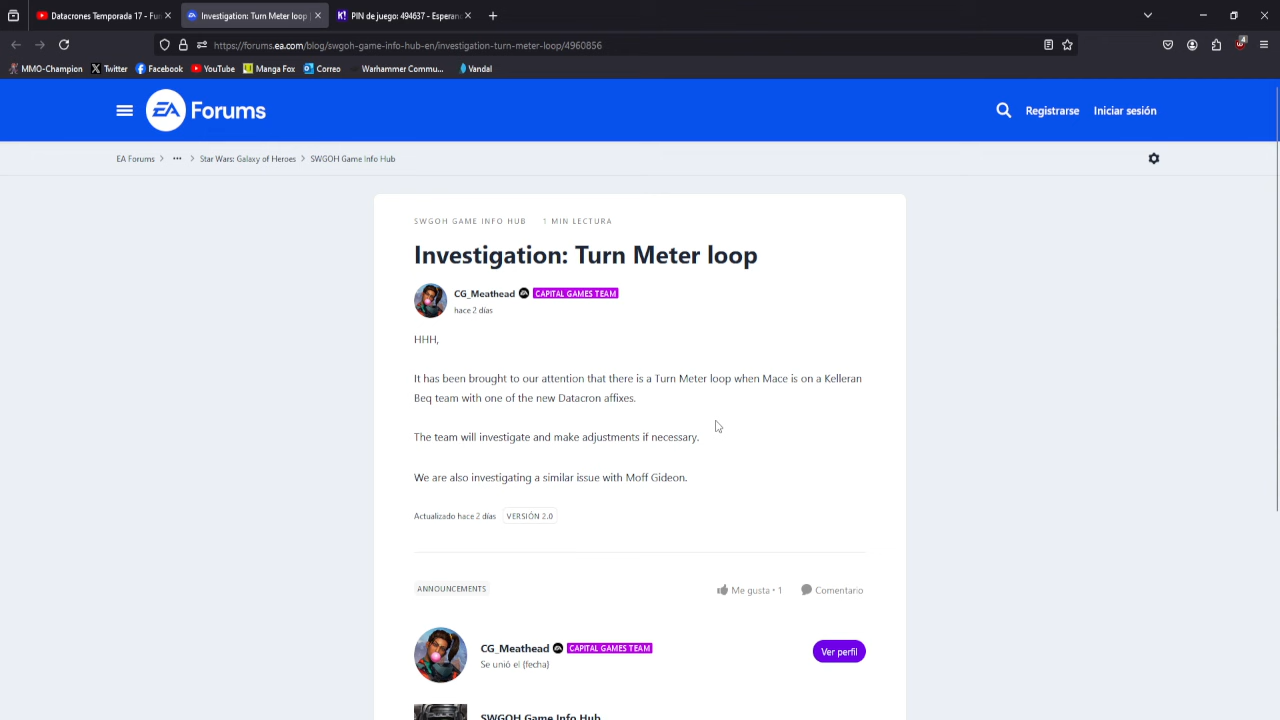 Datacrones Temporada 17 - Fuc
Investigation: Turn Meter loop |
PIN de juego: 494637 - Esperan
https://forums.ea.com/blog/swgoh-game-info-hub-en/investigation-turn-meter-loop/4960856
4
MMO-Champion Twitter Facebook YouTube Manga Fox Correo Warhammer Commu... Vandal
EA Forums Registrarse Iniciar sesión
EA Forums > ••• > Star Wars: Galaxy of Heroes > SWGOH Game Info Hub
SWGOH GAME INFO HUB 1 MIN LECTURA
Investigation: Turn Meter loop
CG_Meathead EA CAPITAL GAMES TEAM
hace 2 días
HHH,
It has been brought to our attention that there is a Turn Meter loop when Mace is on a Kelleran
Beq team with one of the new Datacron affixes.
The team will investigate and make adjustments if necessary.
We are also investigating a similar issue with Moff Gideon.
Actualizado hace 2 días VERSIÓN 2.0
ANNOUNCEMENTS Me gusta • 1 Comentario
CG_Meathead EA CAPITAL GAMES TEAM
Se unió el {fecha}
Ver perfil
SWGOH Game Info Hub